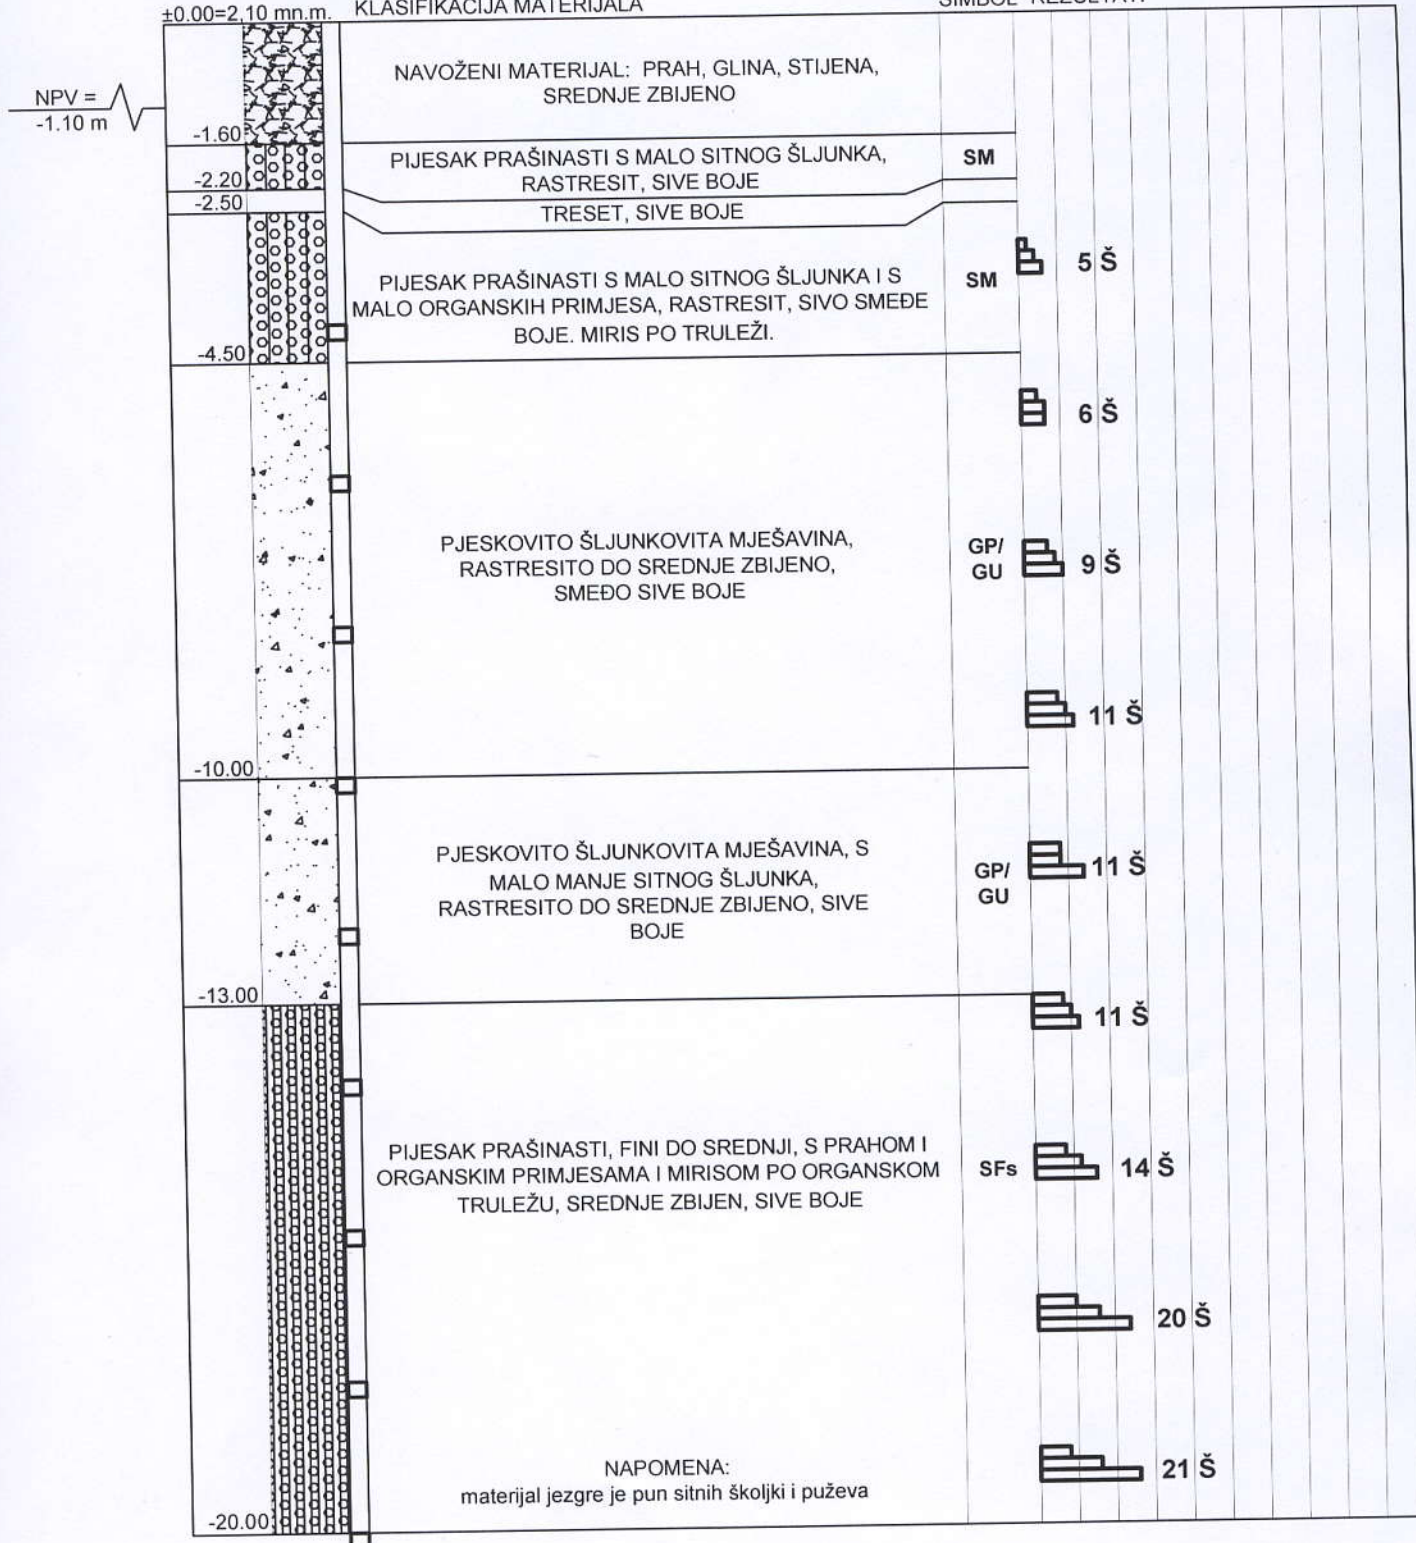 ±0.00=2,10 mn.m.
KLASIFIKACIJA MATERIJALA
SIMBOL REZULTATI
NAVOŽENI MATERIJAL: PRAH, GLINA, STIJENA,
SREDNJE ZBIJENO
NPV =
-1.10 m
-1.60
PIJESAK PRAŠINASTI S MALO SITNOG ŠLJUNKA,
RASTRESIT, SIVE BOJE
SM
-2.20
-2.50
TRESET, SIVE BOJE
PIJESAK PRAŠINASTI S MALO SITNOG ŠLJUNKA I S
MALO ORGANSKIH PRIMJESA, RASTRESIT, SIVO SMEĐE
BOJE. MIRIS PO TRULEŽI.
SM
5 Š
-4.50
6 Š
PJESKOVITO ŠLJUNKOVITA MJEŠAVINA,
RASTRESITO DO SREDNJE ZBIJENO,
SMEĐO SIVE BOJE
GP/
GU
9 Š
11 Š
-10.00
PJESKOVITO ŠLJUNKOVITA MJEŠAVINA, S
MALO MANJE SITNOG ŠLJUNKA,
RASTRESITO DO SREDNJE ZBIJENO, SIVE
BOJE
GP/
GU
11 Š
-13.00
11 Š
PIJESAK PRAŠINASTI, FINI DO SREDNJI, S PRAHOM I
ORGANSKIM PRIMJESAMA I MIRISOM PO ORGANSKOM
TRULEŽU, SREDNJE ZBIJEN, SIVE BOJE
SFs
14 Š
20 Š
NAPOMENA:
materijal jezgre je pun sitnih školjki i puževa
21 Š
-20.00